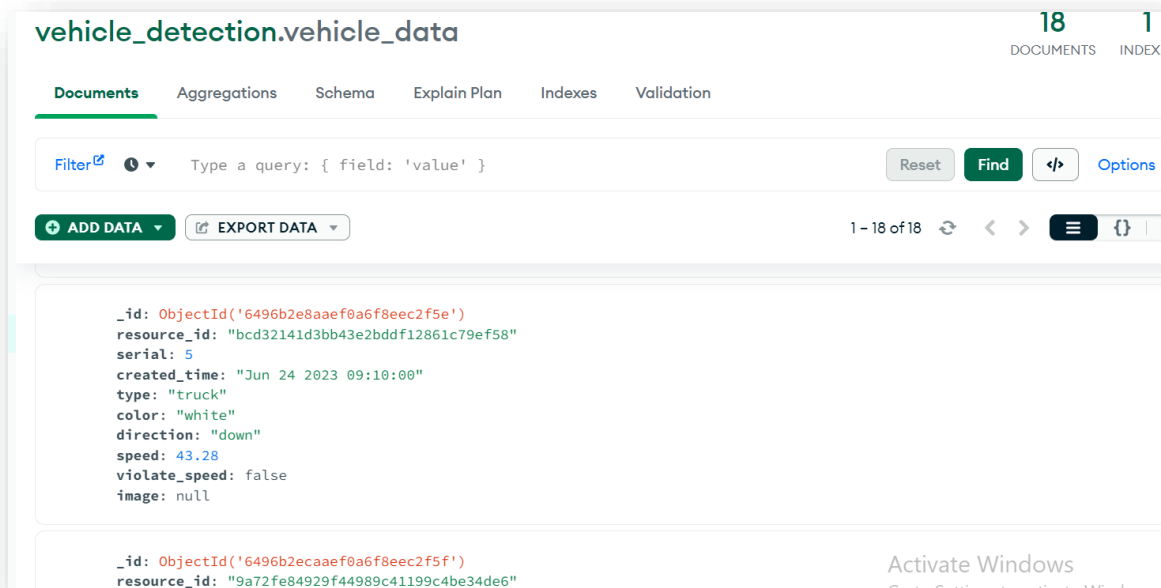 vehicle_detection.vehicle_data
18
DOCUMENTS
1
INDEX
Documents Aggregations Schema Explain Plan Indexes Validation
Filter Type a query: { field: 'value' } Reset Find </> Options
ADD DATA EXPORT DATA 1 – 18 of 18 {}
_id: ObjectId('6496b2e8aaef0a6f8eec2f5e')
resource_id: "bcd32141d3bb43e2bddf12861c79ef58"
serial: 5
created_time: "Jun 24 2023 09:10:00"
type: "truck"
color: "white"
direction: "down"
speed: 43.28
violate_speed: false
image: null
_id: ObjectId('6496b2ecaaef0a6f8eec2f5f')
resource_id: "9a72fe84929f44989c41199c4be34de6"
Activate Windows